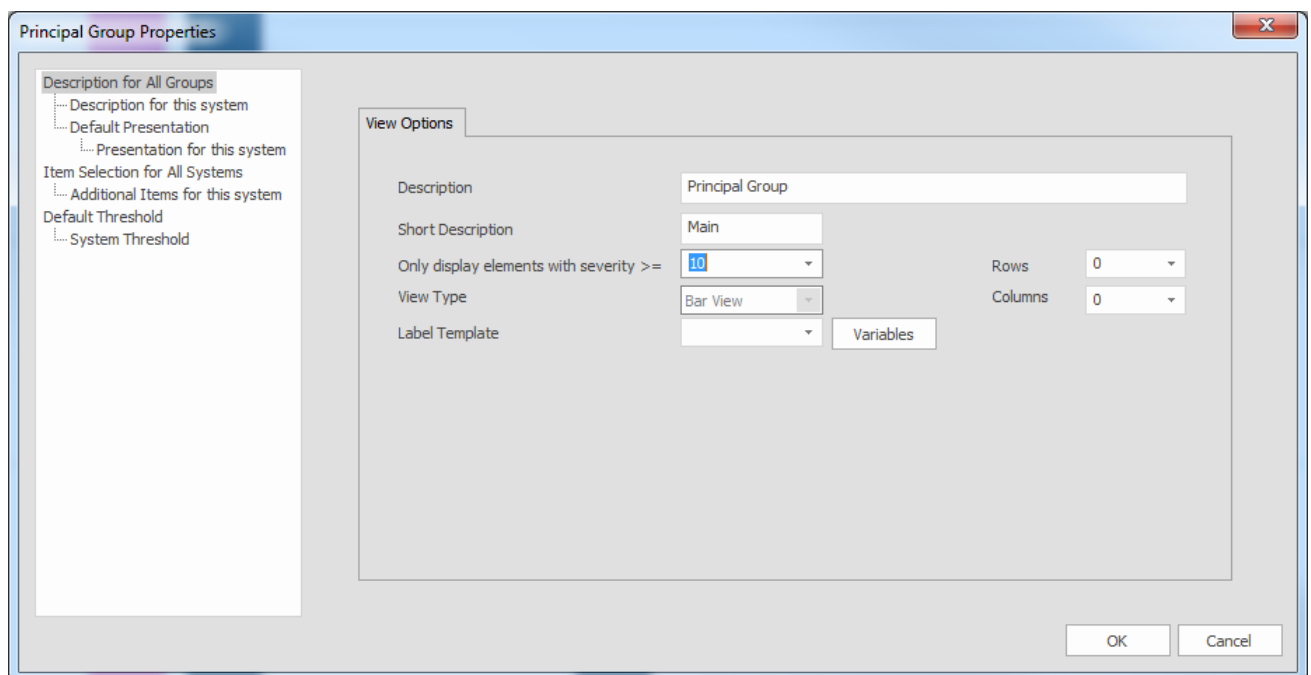 Principal Group Properties
X
Description for All Groups
Description for this system
Default Presentation
Presentation for this system
Item Selection for All Systems
Additional Items for this system
Default Threshold
System Threshold
View Options
Description Principal Group
Short Description Main
Only display elements with severity >= 10 Rows 0
View Type Bar View Columns 0
Label Template Variables
OK Cancel